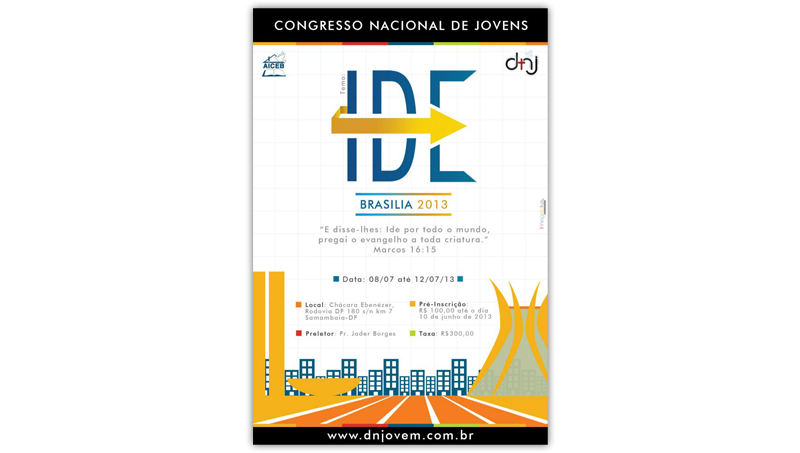 CONGRESSO NACIONAL DE JOVENS
AICEB
dnj
Tema:
IDE
BRASILIA 2013
“E disse-lhes: Ide por todo o mundo,
pregai o evangelho a toda criatura.”
Marcos 16:15
Data: 08/07 até 12/07/13
Local: Chácara Ebenézer,
Rodovia DF 180 s/n km 7
Samambaia-DF
Pré-Inscrição:
R$ 100,00 até o dia
10 de junho de 2013
Preletor: Pr. Jader Borges
Taxa: R$300,00
www.dnjovem.com.br